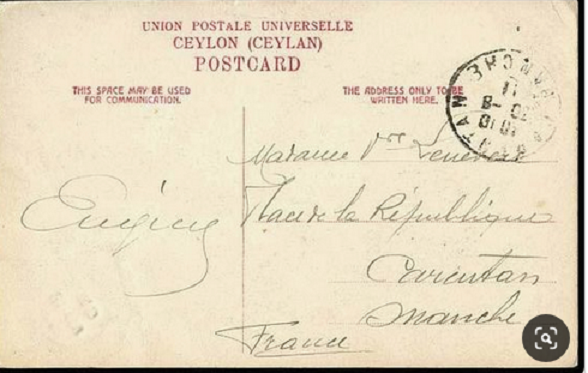 UNION POSTALE UNIVERSELLE
CEYLON (CEYLAN)
POSTCARD
THIS SPACE MAY BE USED
FOR COMMUNICATION.
THE ADDRESS ONLY TO BE
WRITTEN HERE.
MANCHE
Madame Vve
Place de la République
Carentan
Manche
France